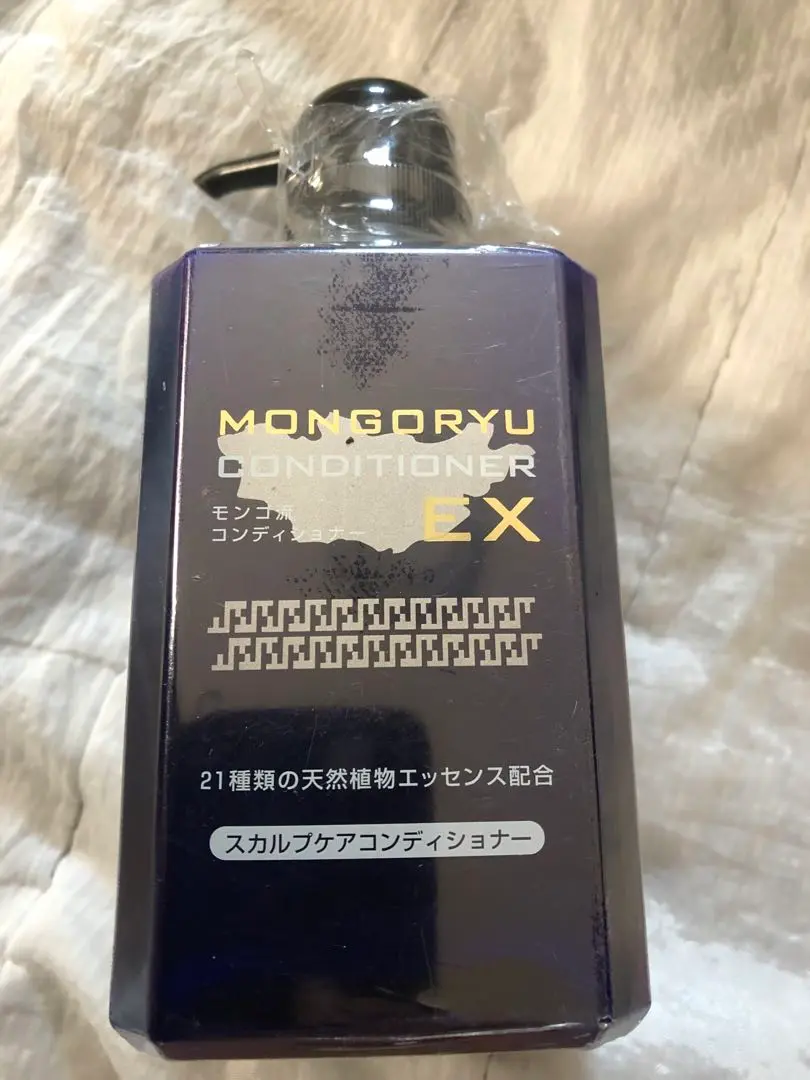 MONGORYU
CONDITIONER
モンゴ流
コンディショナー
EX
21種類の天然植物エッセンス配合
スカルプケアコンディショナー